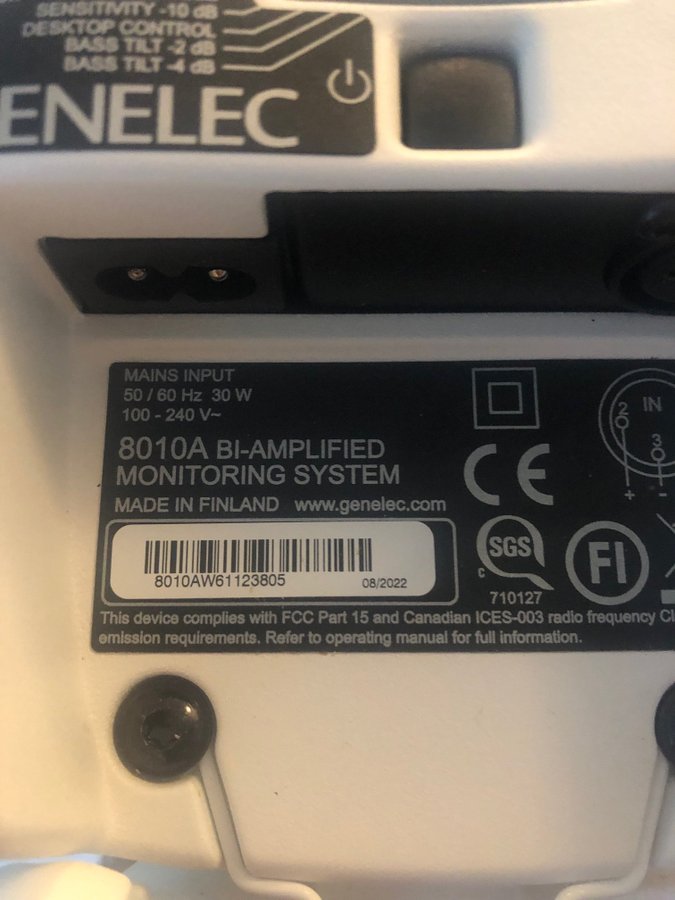 SENSITIVITY -10 dB
DESKTOP CONTROL
BASS TILT -2 dB
BASS TILT -4 dB
ENELEC
MAINS INPUT
50 / 60 Hz 30 W
100 - 240 V~
8010A BI-AMPLIFIED
MONITORING SYSTEM
MADE IN FINLAND www.genelec.com
8010AW61123805
08/2022
CE
SGS
C
710127
FI
IN
2
3
+ -
This device complies with FCC Part 15 and Canadian ICES-003 radio frequency Cl
emission requirements. Refer to operating manual for full information.